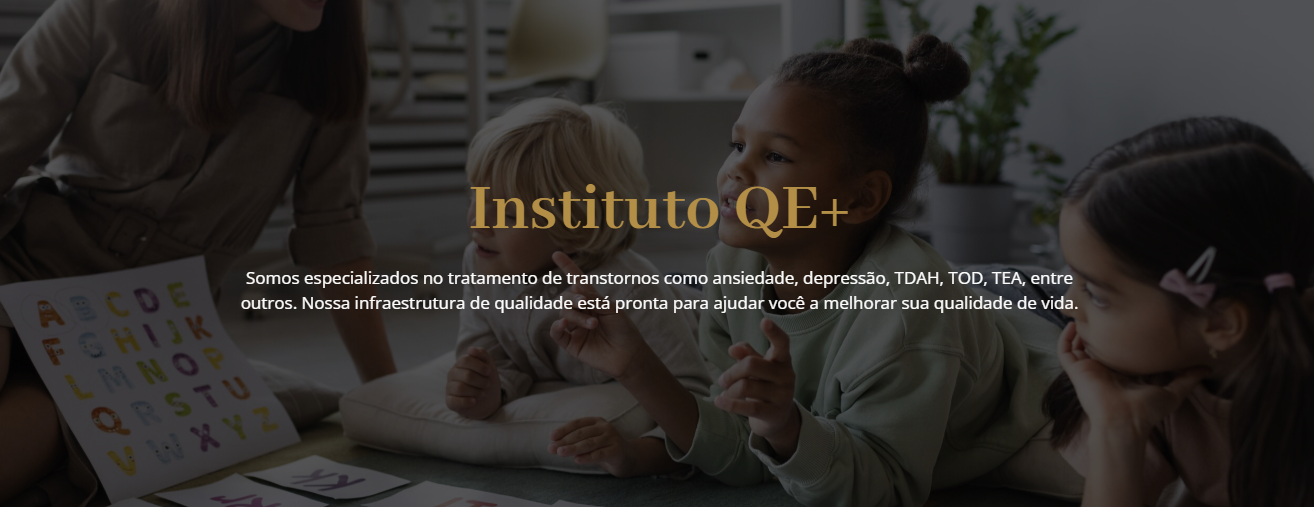 Instituto QE+
Somos especializados no tratamento de transtornos como ansiedade, depressão, TDAH, TOD, TEA, entre
outros. Nossa infraestrutura de qualidade está pronta para ajudar você a melhorar sua qualidade de vida.
A B C D E
F G H I J K
L M N O P
Q R S T U
V W X Y Z